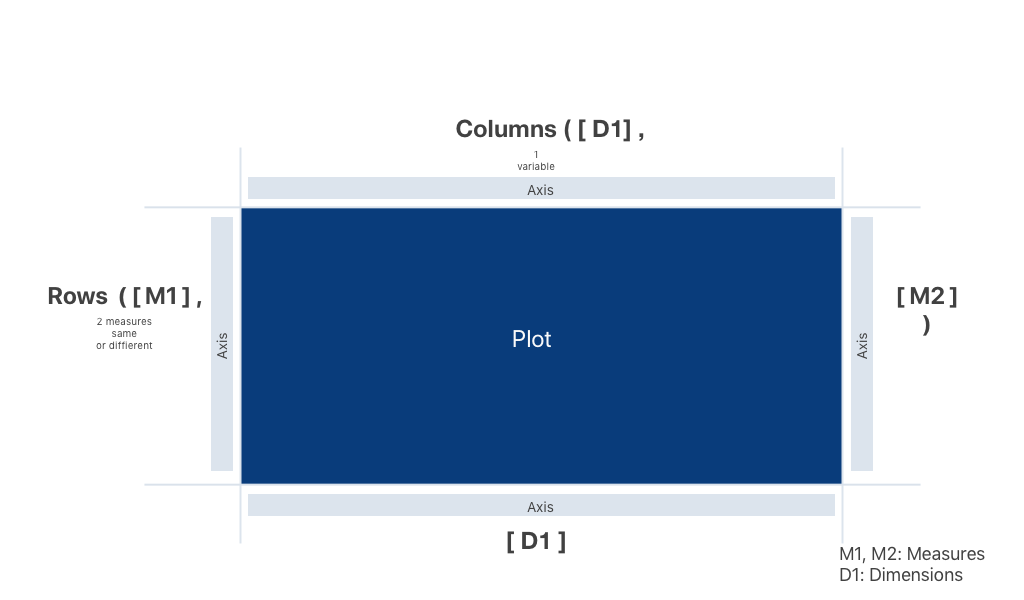 Columns ( [ D1] ,
1
variable
Axis
Rows ( [ M1 ] ,
2 measures
same
or diffierent
Axis
Plot
Axis
[ M2 ]
)
Axis
[ D1 ]
M1, M2: Measures
D1: Dimensions